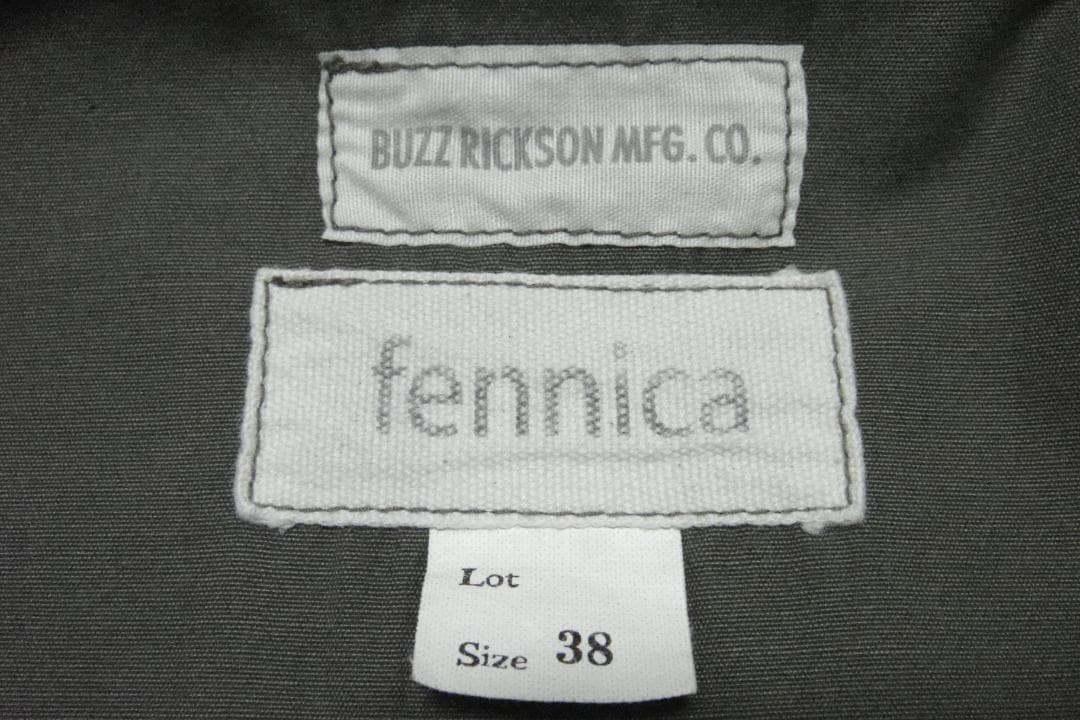 BUZZ RICKSON MFG. CO.
fennica
Lot
Size 38